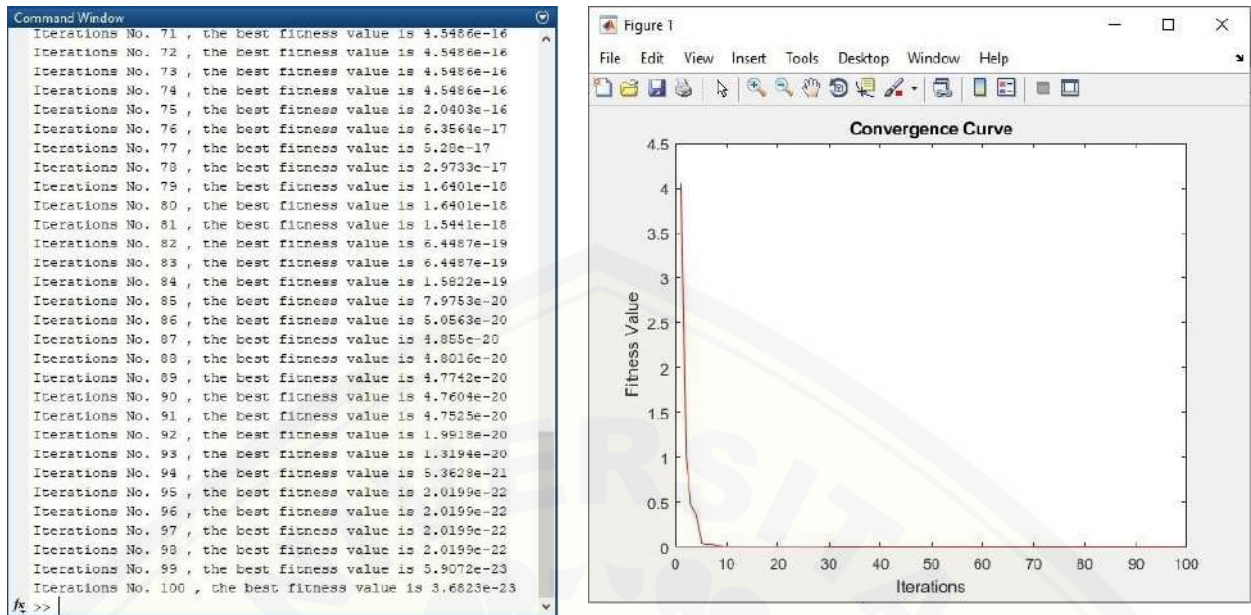 Command Window
Iterations No. 71 , the best fitness value is 4.5486e-16
Iterations No. 72 , the best fitness value is 4.5486e-16
Iterations No. 73 , the best fitness value is 4.5486e-16
Iterations No. 74 , the best fitness value is 4.5486e-16
Iterations No. 75 , the best fitness value is 2.0403e-16
Iterations No. 76 , the best fitness value is 6.3564e-17
Iterations No. 77 , the best fitness value is 5.28e-17
Iterations No. 78 , the best fitness value is 2.9733e-17
Iterations No. 79 , the best fitness value is 1.6401e-18
Iterations No. 80 , the best fitness value is 1.6401e-18
Iterations No. 81 , the best fitness value is 1.5441e-18
Iterations No. 82 , the best fitness value is 6.4487e-19
Iterations No. 83 , the best fitness value is 6.4487e-19
Iterations No. 84 , the best fitness value is 1.5822e-19
Iterations No. 85 , the best fitness value is 7.9753e-20
Iterations No. 86 , the best fitness value is 5.0563e-20
Iterations No. 87 , the best fitness value is 4.855e-20
Iterations No. 88 , the best fitness value is 4.8016e-20
Iterations No. 89 , the best fitness value is 4.7742e-20
Iterations No. 90 , the best fitness value is 4.7604e-20
Iterations No. 91 , the best fitness value is 4.7525e-20
Iterations No. 92 , the best fitness value is 1.9918e-20
Iterations No. 93 , the best fitness value is 1.3194e-20
Iterations No. 94 , the best fitness value is 5.3628e-21
Iterations No. 95 , the best fitness value is 2.0199e-22
Iterations No. 96 , the best fitness value is 2.0199e-22
Iterations No. 97 , the best fitness value is 2.0199e-22
Iterations No. 98 , the best fitness value is 2.0199e-22
Iterations No. 99 , the best fitness value is 5.9072e-23
Iterations No. 100 , the best fitness value is 3.6823e-23
fx >>
Figure 1
File Edit View Insert Tools Desktop Window Help
Convergence Curve
4.5
4
3.5
3
2.5
2
1.5
1
0.5
0
Fitness Value
0 10 20 30 40 50 60 70 80 90 100
Iterations
ERSIT